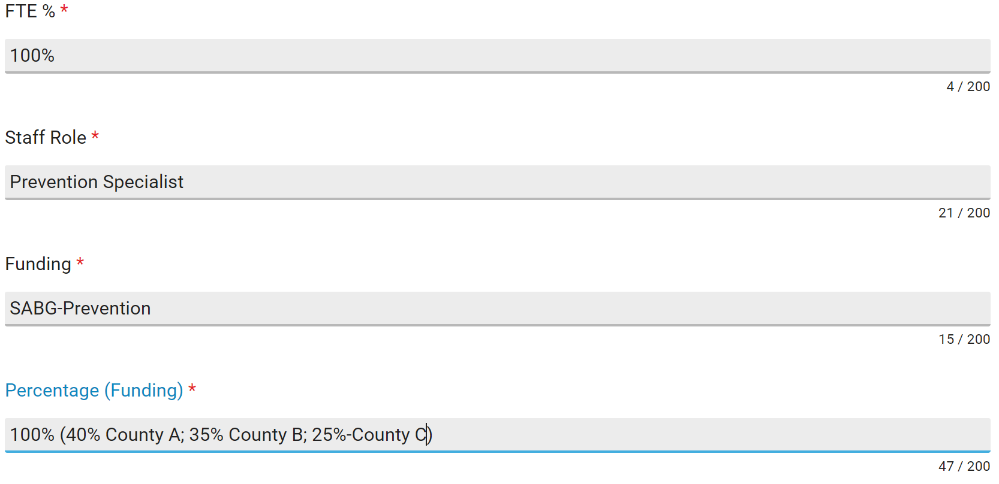 FTE % *
100%
4 / 200
Staff Role *
Prevention Specialist
21 / 200
Funding *
SABG-Prevention
15 / 200
Percentage (Funding) *
100% (40% County A; 35% County B; 25%-County C)
47 / 200